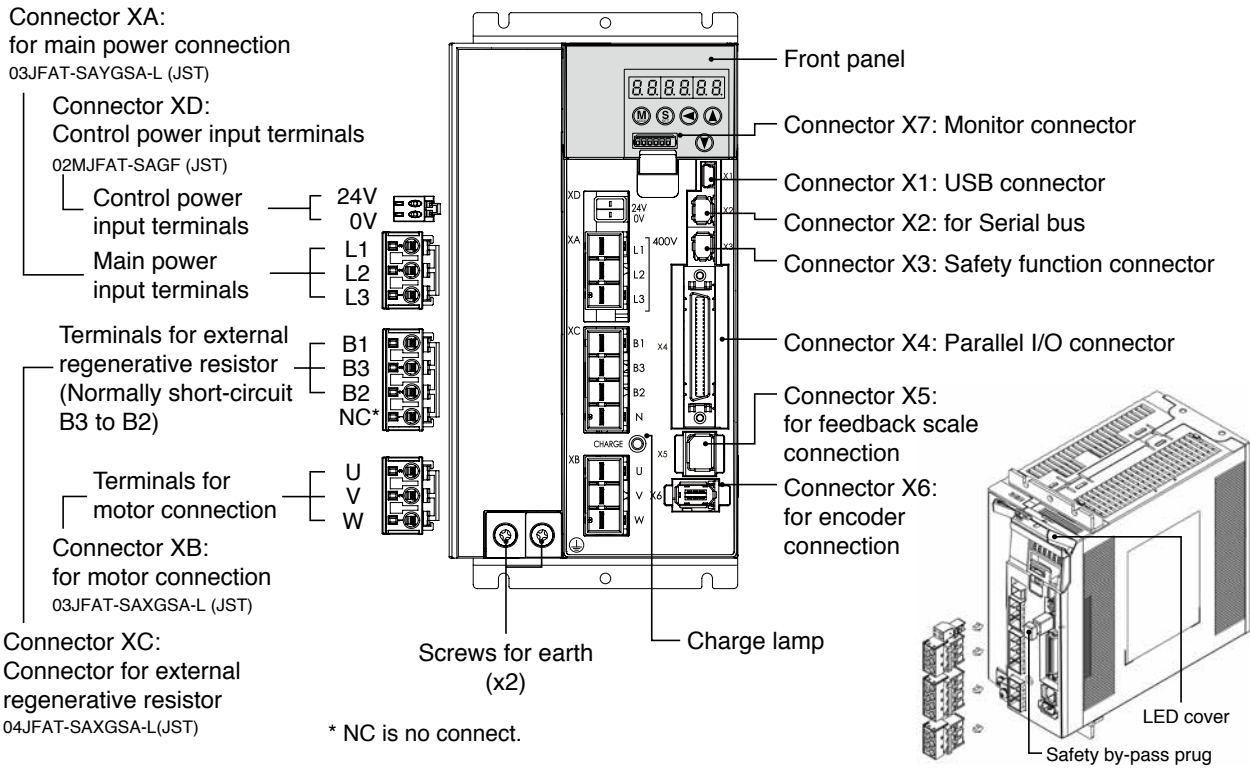 Connector XA:
for main power connection
03JFAT-SAYGSA-L (JST)
Connector XD:
Control power input terminals
02MJFAT-SAGF (JST)
Control power
input terminals
24V
0V
Main power
input terminals
L1
L2
L3
Terminals for external
regenerative resistor
(Normally short-circuit
B3 to B2)
B1
B3
B2
NC*
Terminals for
motor connection
U
V
W
Connector XB:
for motor connection
03JFAT-SAXGSA-L (JST)
Connector XC:
Connector for external
regenerative resistor
04JFAT-SAXGSA-L(JST)
8.8.8.8.8.8.
M
S
XD
24V
0V
XA
400V
L1
L2
L3
XC
B1
B3
B2
N
CHARGE
XB
U
V
W
X1
X2
X3
X4
X5
X6
Front panel
Connector X7: Monitor connector
Connector X1: USB connector
Connector X2: for Serial bus
Connector X3: Safety function connector
Connector X4: Parallel I/O connector
Connector X5:
for feedback scale
connection
Connector X6:
for encoder
connection
Charge lamp
Screws for earth
(x2)
* NC is no connect.
LED cover
Safety by-pass prug